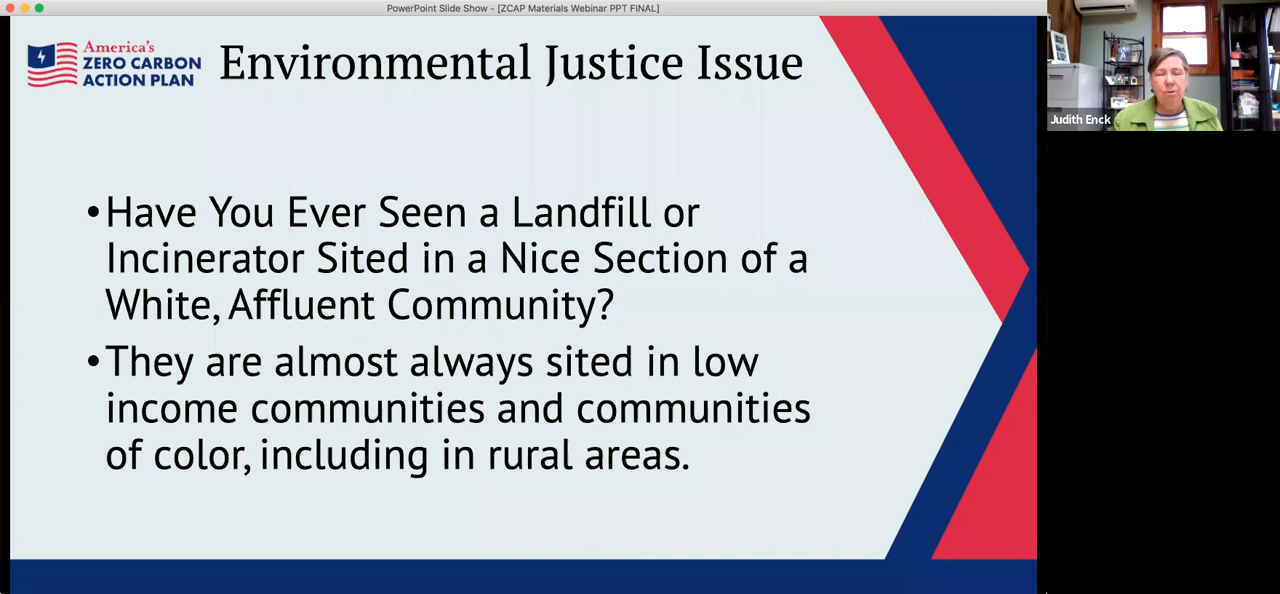 PowerPoint Slide Show - [ZCAP Materials Webinar PPT FINAL]
America's
ZERO CARBON
ACTION PLAN
Environmental Justice Issue
•Have You Ever Seen a Landfill or
Incinerator Sited in a Nice Section of a
White, Affluent Community?
•They are almost always sited in low
income communities and communities
of color, including in rural areas.
Judith Enck